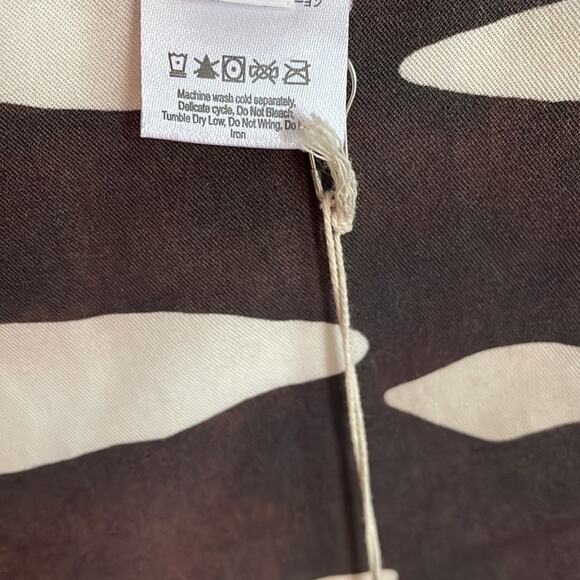 Machine wash cold separately,
Delicate cycle, Do Not Bleach,
Tumble Dry Low, Do Not Wring, Do
Iron